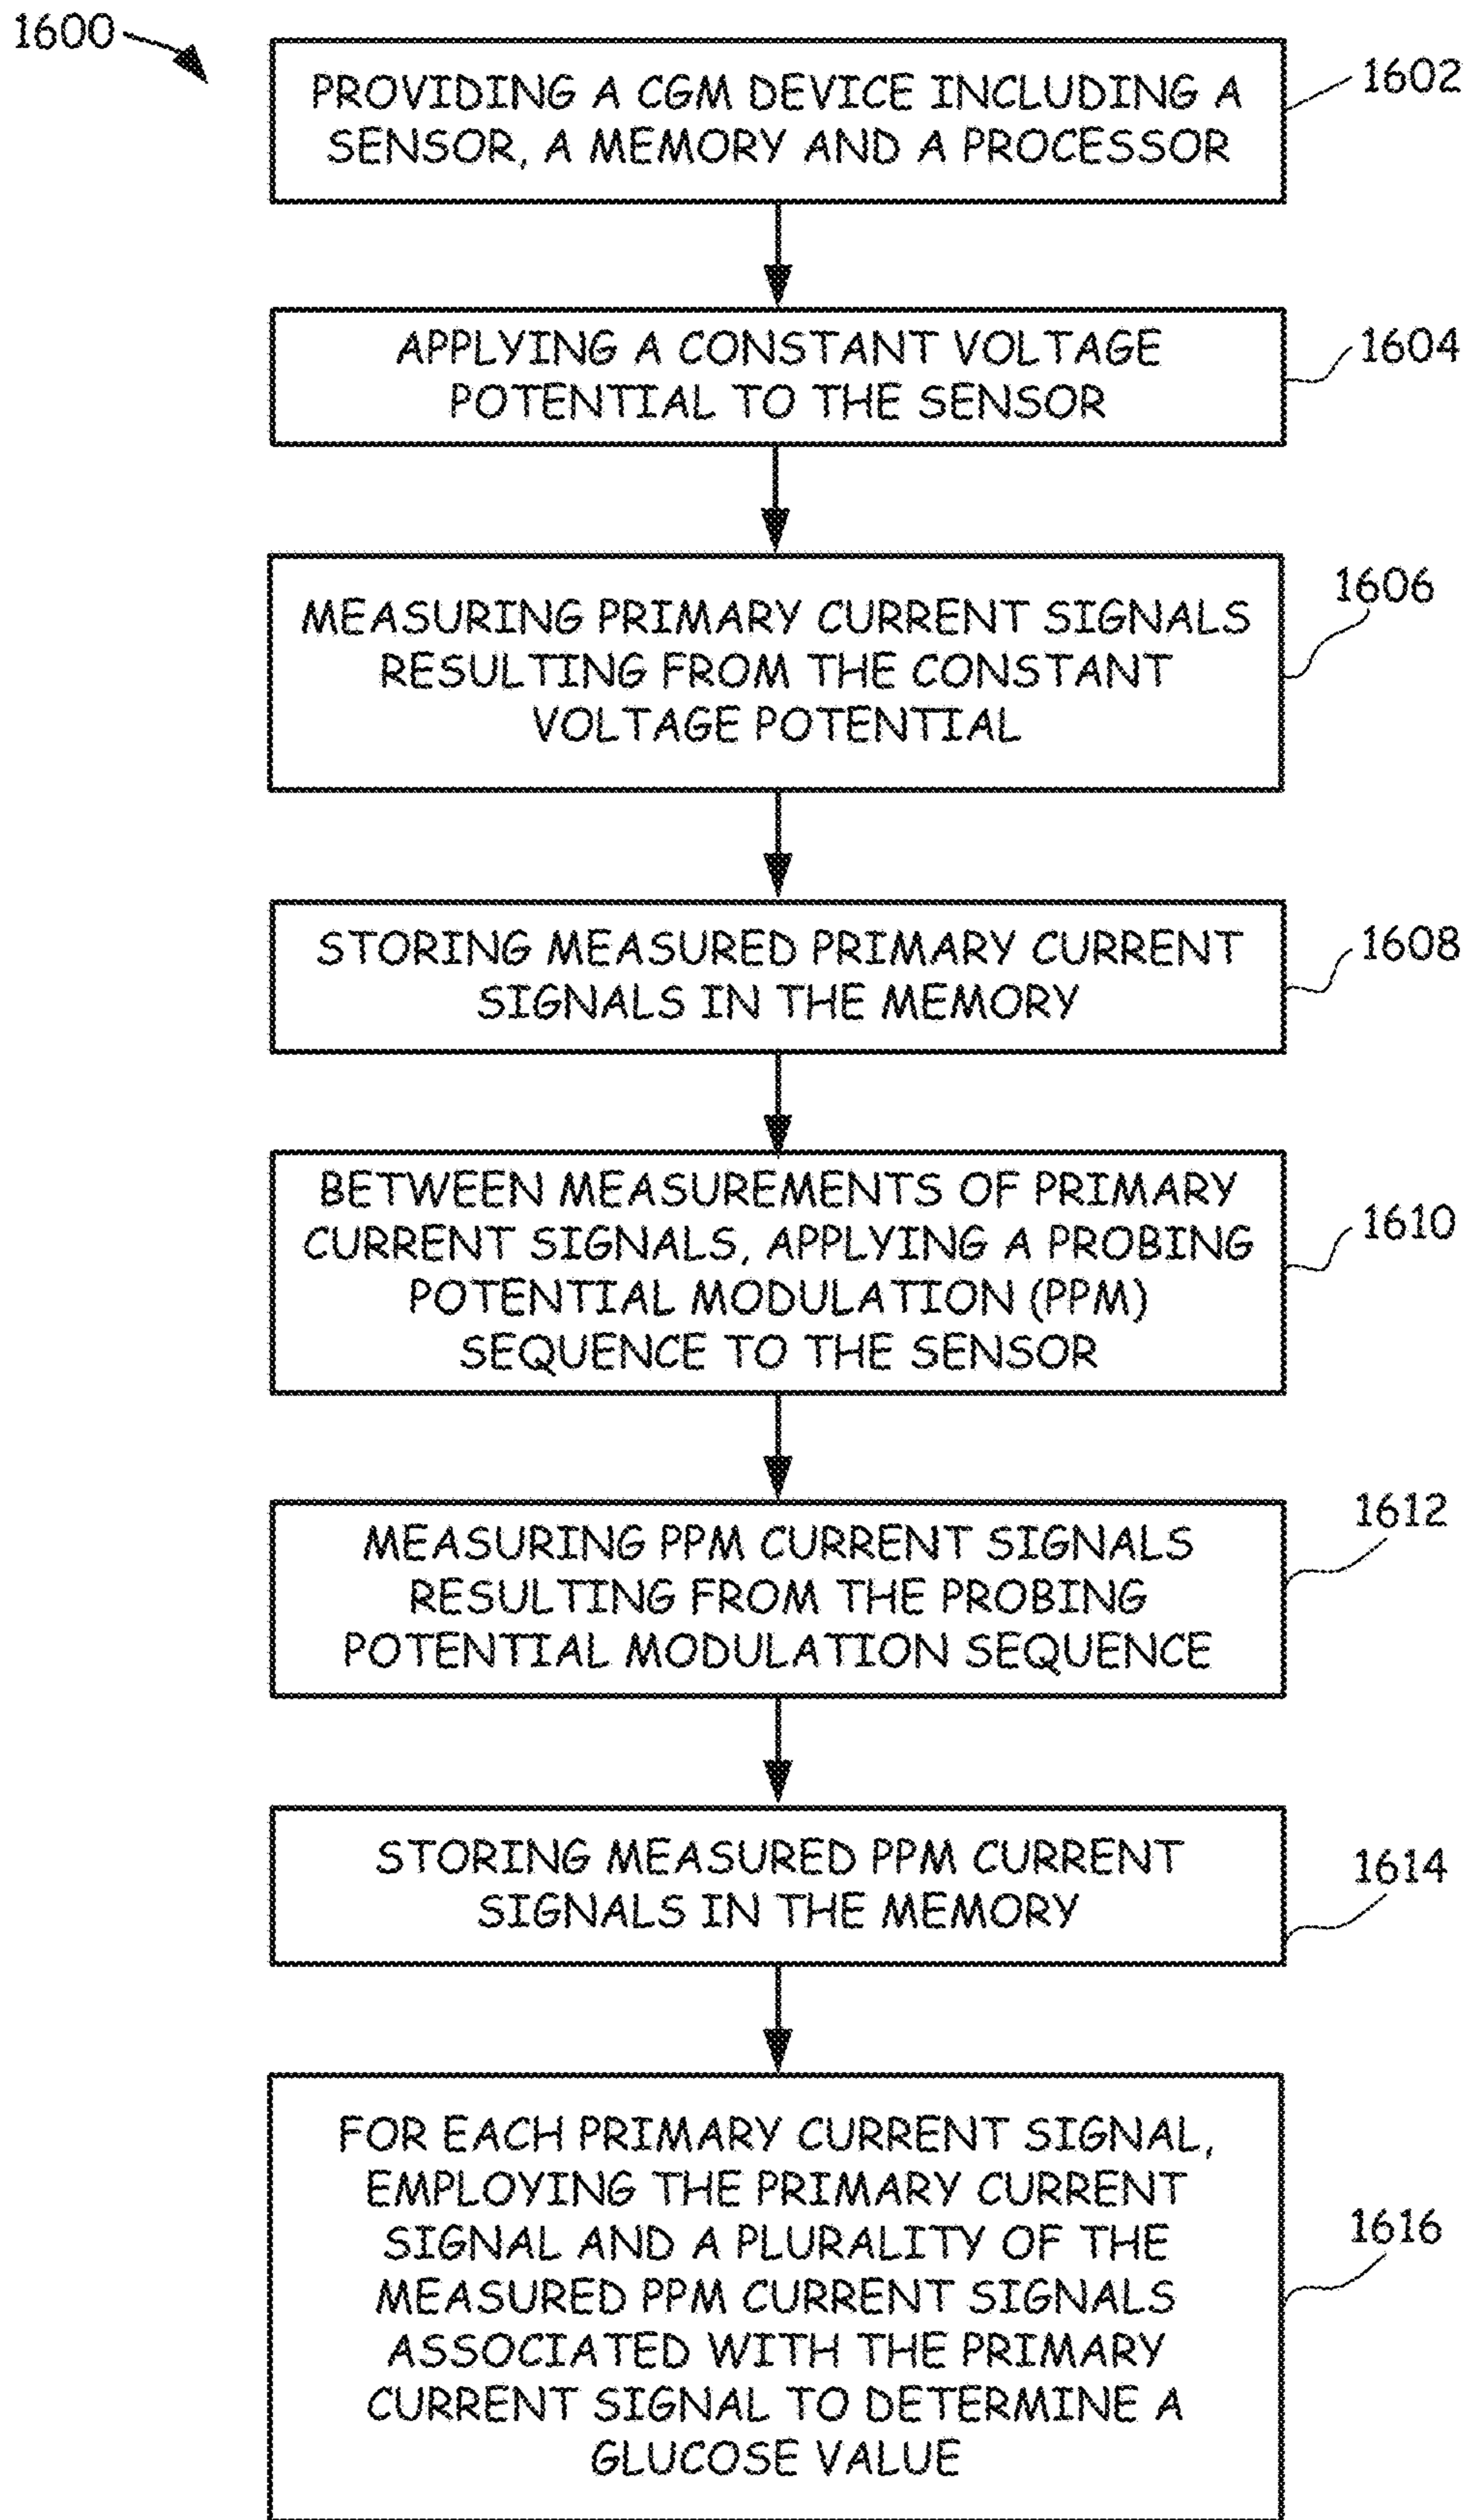 1600
PROVIDING A CGM DEVICE INCLUDING A
SENSOR, A MEMORY AND A PROCESSOR
1602
APPLYING A CONSTANT VOLTAGE
POTENTIAL TO THE SENSOR
1604
MEASURING PRIMARY CURRENT SIGNALS
RESULTING FROM THE CONSTANT
VOLTAGE POTENTIAL
1606
STORING MEASURED PRIMARY CURRENT
SIGNALS IN THE MEMORY
1608
BETWEEN MEASUREMENTS OF PRIMARY
CURRENT SIGNALS, APPLYING A PROBING
POTENTIAL MODULATION (PPM)
SEQUENCE TO THE SENSOR
1610
MEASURING PPM CURRENT SIGNALS
RESULTING FROM THE PROBING
POTENTIAL MODULATION SEQUENCE
1612
STORING MEASURED PPM CURRENT
SIGNALS IN THE MEMORY
1614
FOR EACH PRIMARY CURRENT SIGNAL,
EMPLOYING THE PRIMARY CURRENT
SIGNAL AND A PLURALITY OF THE
MEASURED PPM CURRENT SIGNALS
ASSOCIATED WITH THE PRIMARY
CURRENT SIGNAL TO DETERMINE A
GLUCOSE VALUE
1616